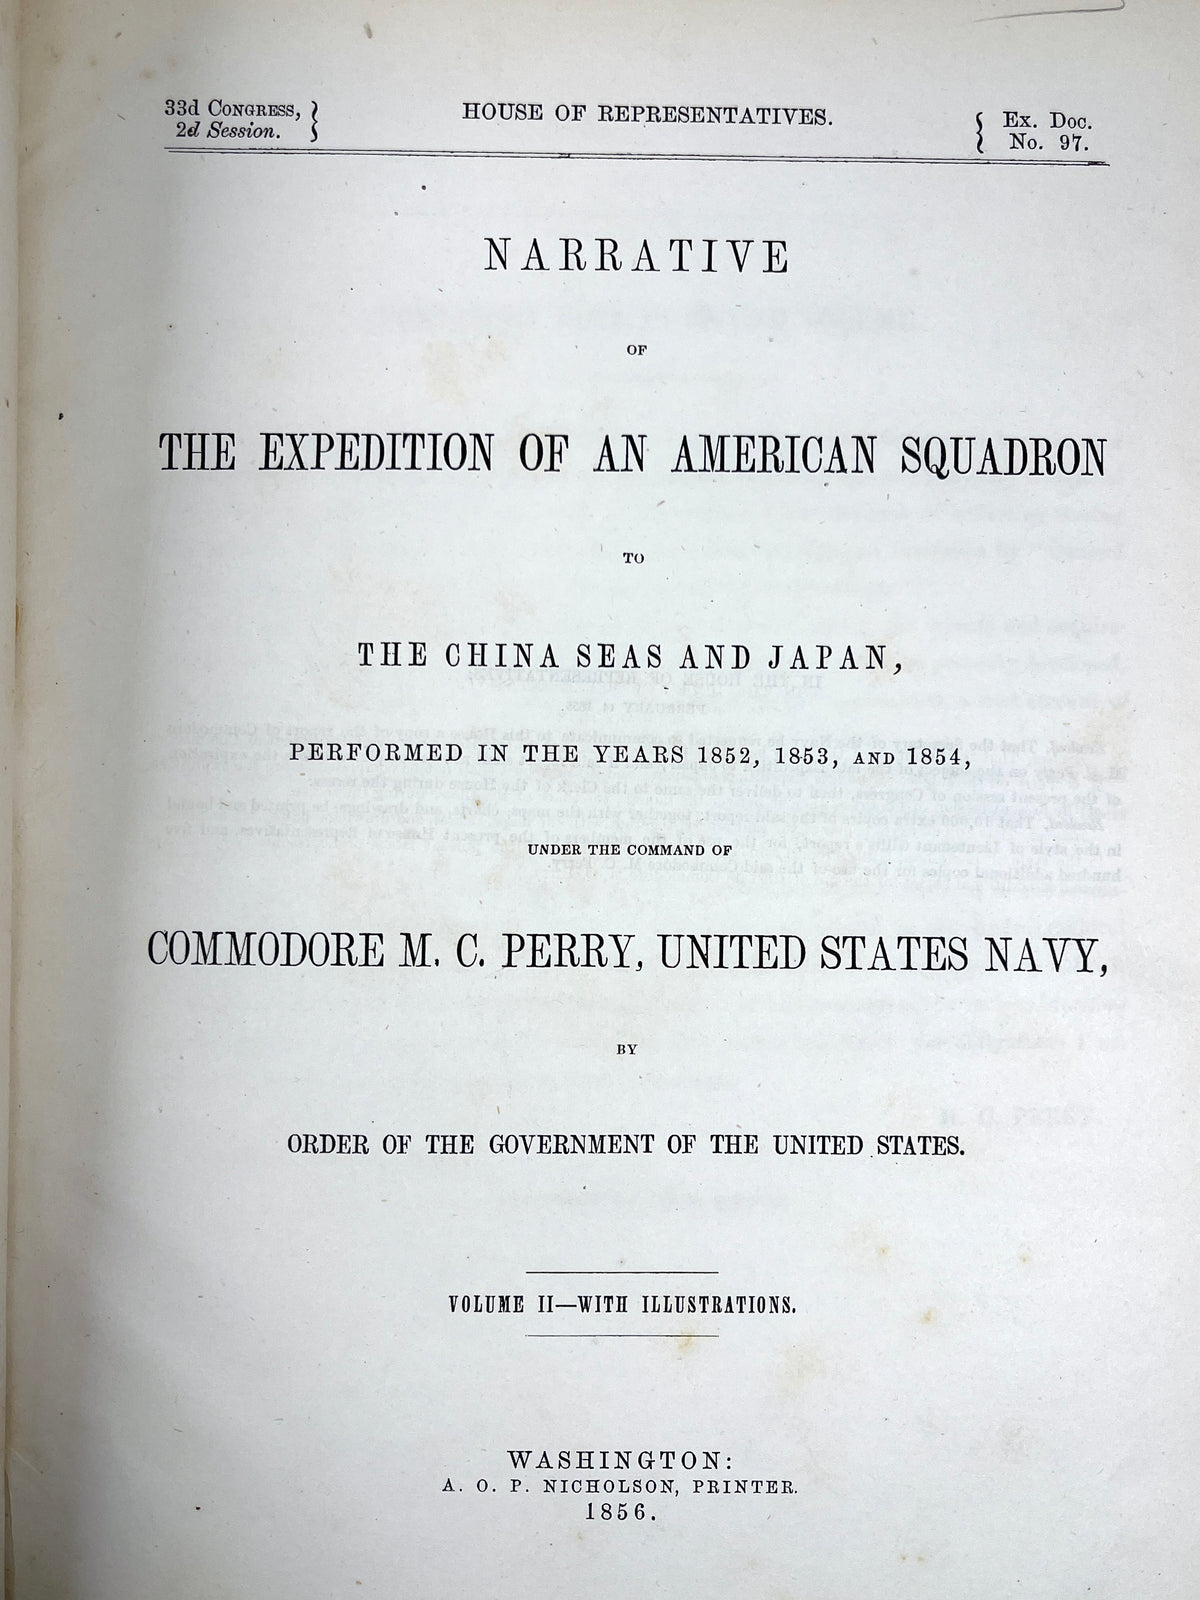 33d Congress,
2d Session.
HOUSE OF REPRESENTATIVES.
Ex. Doc.
No. 97.
NARRATIVE
OF
THE EXPEDITION OF AN AMERICAN SQUADRON
TO
THE CHINA SEAS AND JAPAN,
PERFORMED IN THE YEARS 1852, 1853, AND 1854,
UNDER THE COMMAND OF
COMMODORE M. C. PERRY, UNITED STATES NAVY,
BY
ORDER OF THE GOVERNMENT OF THE UNITED STATES.
VOLUME II—WITH ILLUSTRATIONS.
WASHINGTON:
A. O. P. NICHOLSON, PRINTER.
1856.